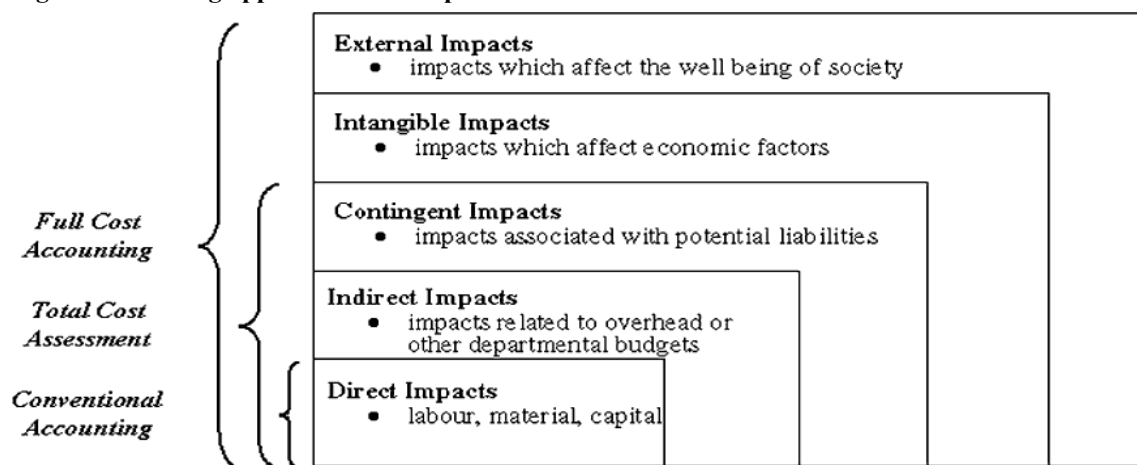 External Impacts
• impacts which affect the well being of society
Intangible Impacts
• impacts which affect economic factors
Contingent Impacts
• impacts associated with potential liabilities
Indirect Impacts
• impacts related to overhead or
other departmental budgets
Direct Impacts
• labour, material, capital
Full Cost
Accounting
Total Cost
Assessment
Conventional
Accounting